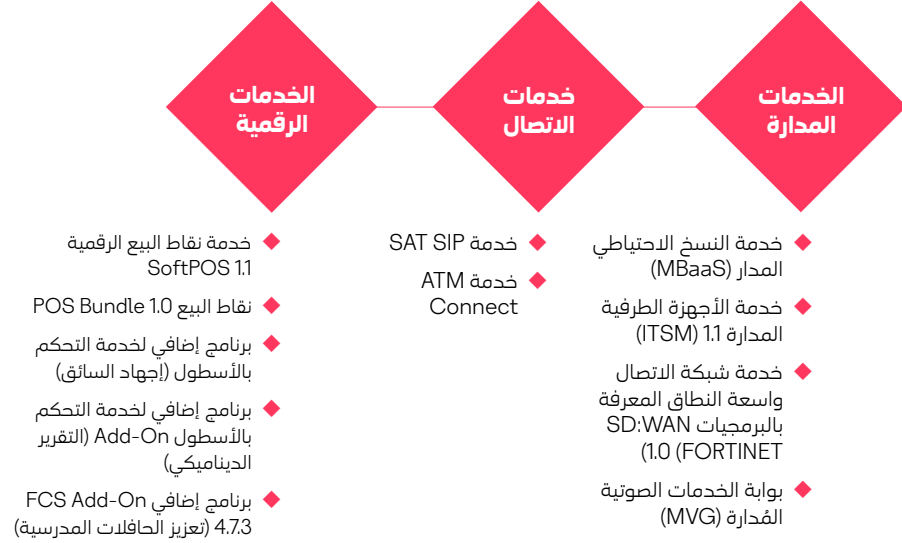 الخدمات
المدارة
خدمات
الاتصال
الخدمات
الرقمية
خدمة النسخ الاحتياطي
المدار (MBaaS)
خدمة الأجهزة الطرفية
المدارة 1.1 (ITSM)
خدمة شبكة الاتصال
واسعة النطاق المعرفة
بالبرمجيات SD:WAN
1.0 (FORTINET)
بوابة الخدمات الصوتية
المُدارة (MVG)
خدمة SAT SIP
خدمة ATM
Connect
خدمة نقاط البيع الرقمية
SoftPOS 1.1
نقاط البيع POS Bundle 1.0
برنامج إضافي لخدمة التحكم
بالأسطول (إجهاد السائق)
برنامج إضافي لخدمة التحكم
بالأسطول Add-On (التقرير
الديناميكي)
برنامج إضافي FCS Add-On
4.7.3 (تعزيز الحافلات المدرسية)